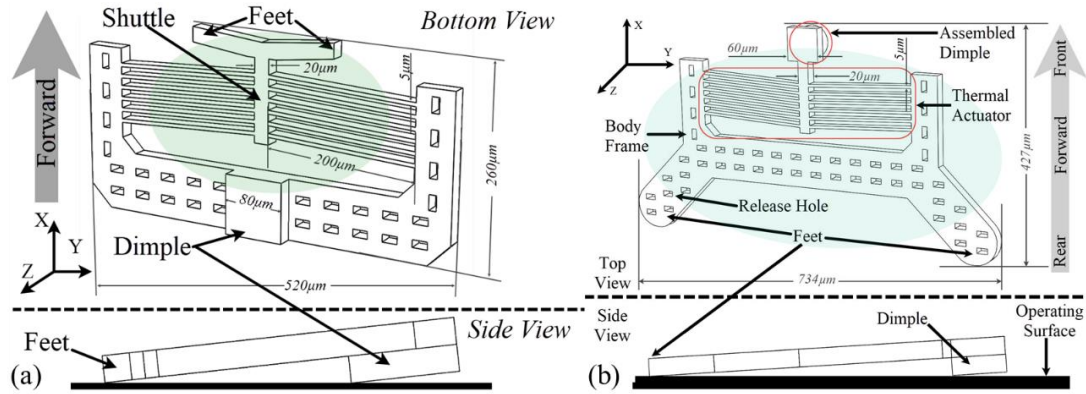 Shuttle
Feet
Bottom View
20µm
5µm
Forward
200µm
260µm
80µm
X
Y
Z
Dimple
520µm
Feet
Side View
(a)
X
Y
Z
60µm
Assembled
Dimple
5µm
20µm
Thermal
Actuator
Body
Frame
427µm
Front
Forward
Rear
Release Hole
Feet
Top
View
734µm
Side
View
Dimple
Operating
Surface
(b)